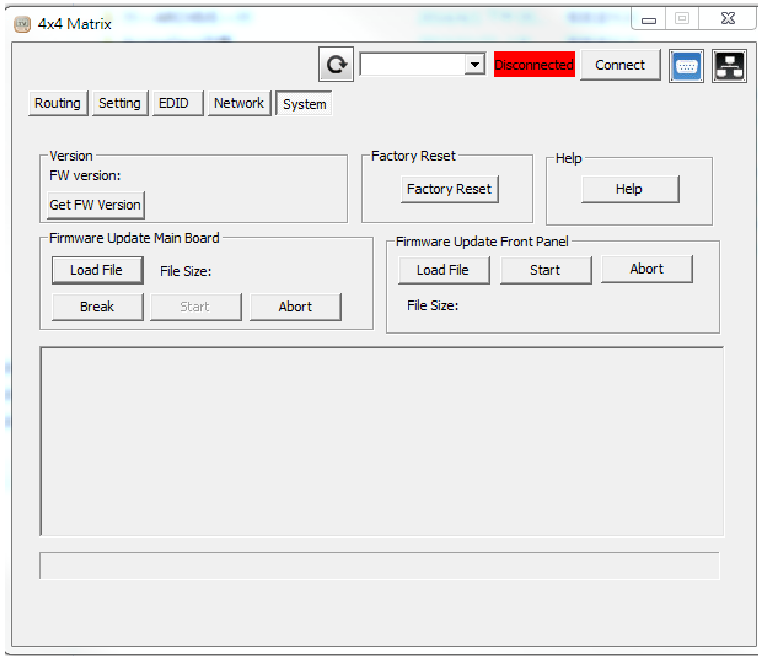 4x4 Matrix
Disconnected
Connect
Routing
Setting
EDID
Network
System
Version
FW version:
Get FW Version
Factory Reset
Factory Reset
Help
Help
Firmware Update Main Board
Load File
File Size:
Break
Start
Abort
Firmware Update Front Panel
Load File
Start
Abort
File Size: